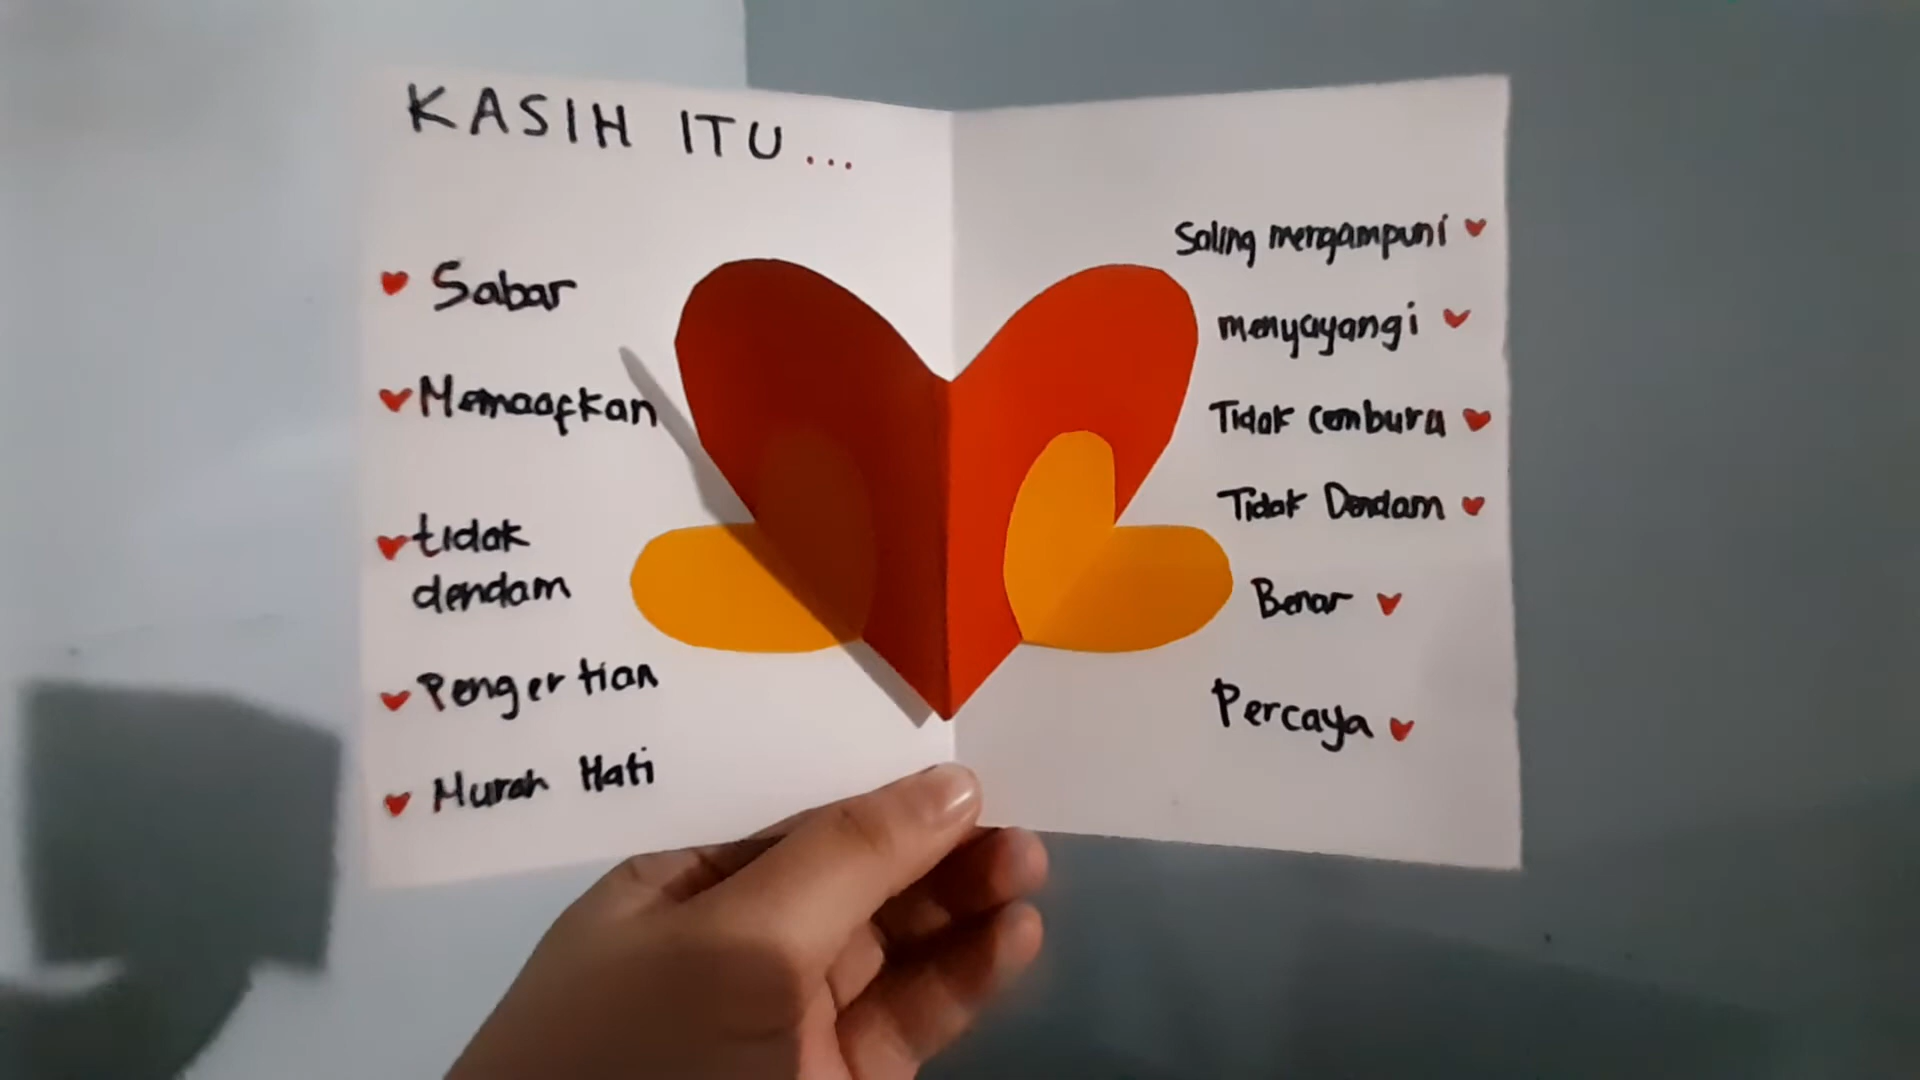 KASIH ITU...
Sabar
Memaafkan
tidak
dendam
Pengertian
Murah Hati
Saling mengampuni
menyayangi
Tidak cemburu
Tidak Dendam
Benar
Percaya